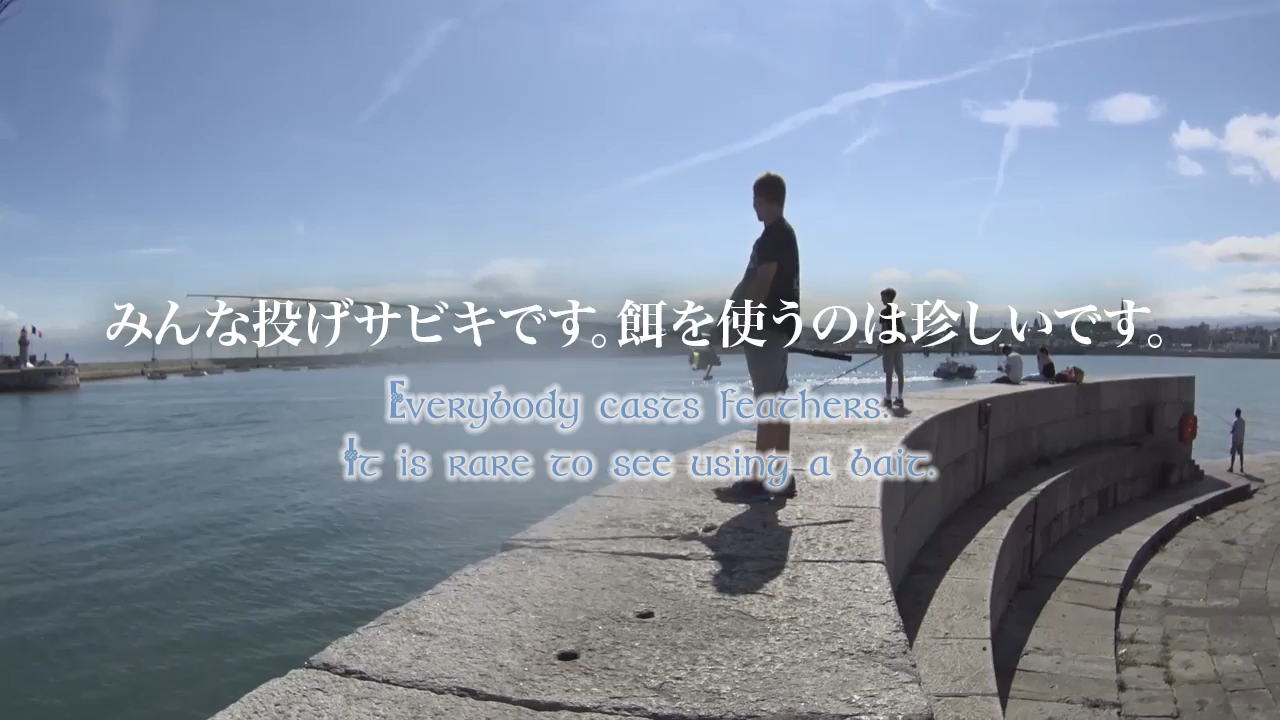 みんな投げサビキです。餌を使うのは珍しいです。
Everybody casts feathers.
It is rare to see using a bait.